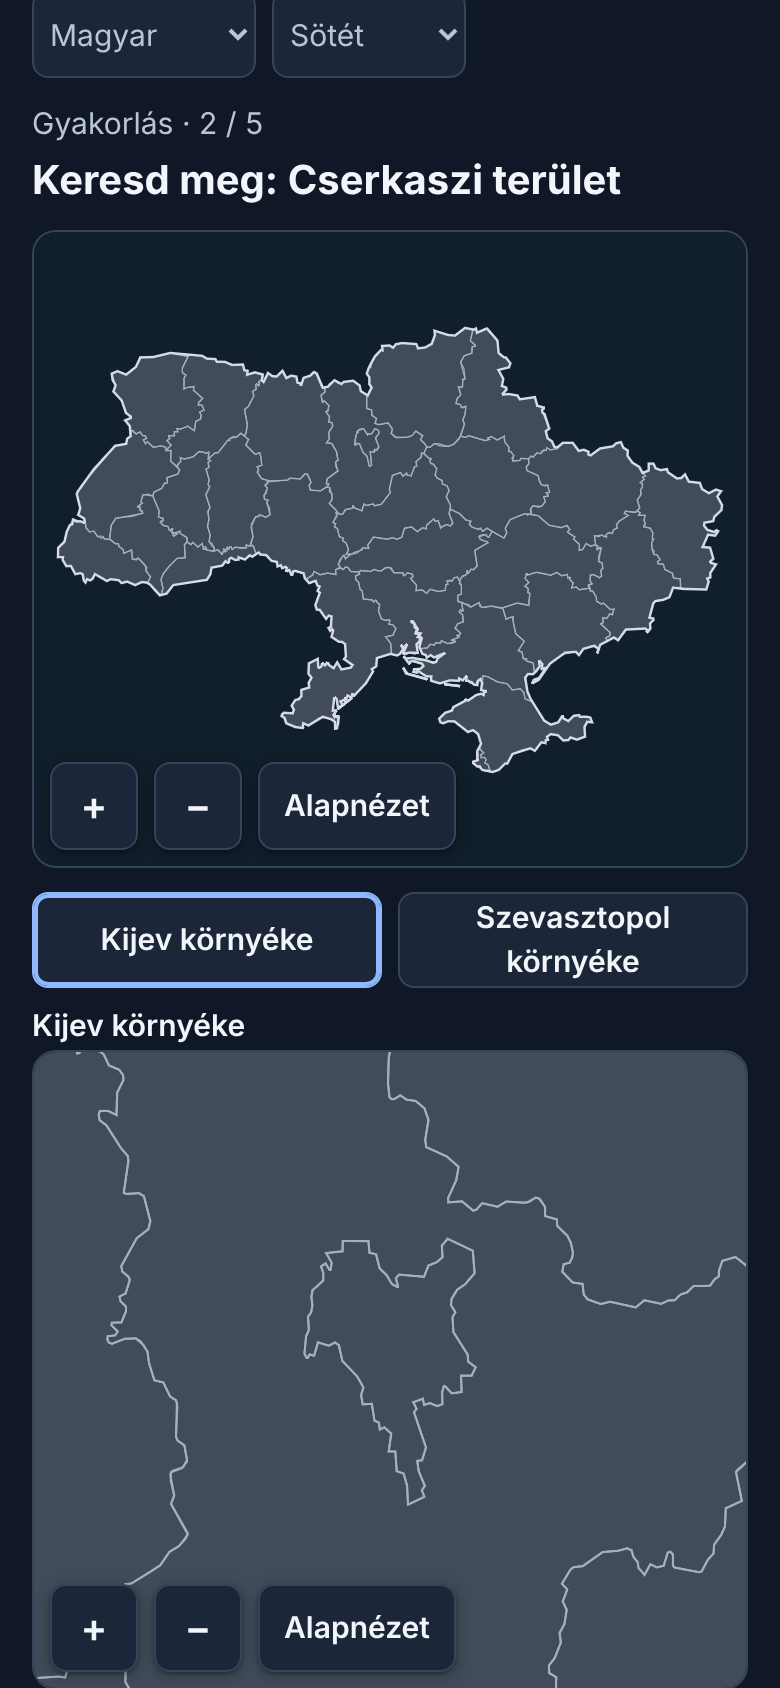 Magyar
Sötét
Gyakorlás · 2 / 5
Keresd meg: Cserkaszi terület
+
−
Alapnézet
Kijev környéke
Szevasztopol
környéke
Kijev környéke
+
−
Alapnézet